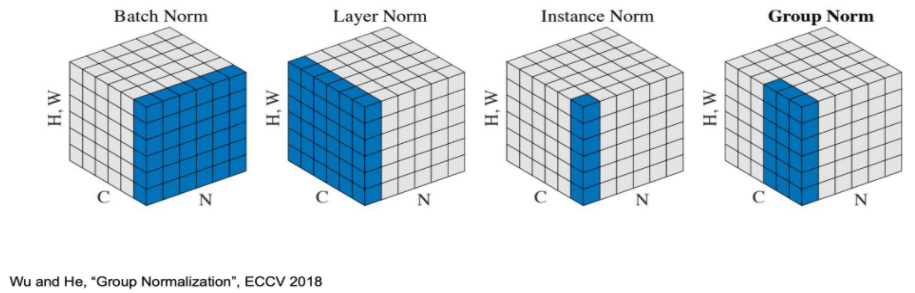 Batch Norm
Layer Norm
Instance Norm
Group Norm
H, W
C
N
H, W
C
N
H, W
C
N
H, W
C
N
Wu and He, “Group Normalization”, ECCV 2018